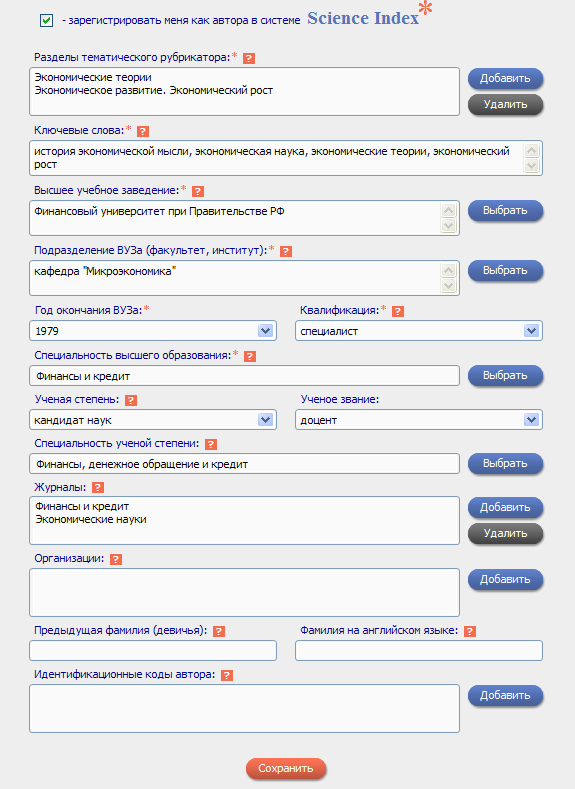 - зарегистрировать меня как автора в системе Science Index*
Разделы тематического рубрикатора:* ?
Экономические теории
Экономическое развитие. Экономический рост
Добавить
Удалить
Ключевые слова:* ?
история экономической мысли, экономическая наука, экономические теории, экономический
рост
Высшее учебное заведение:* ?
Финансовый университет при Правительстве РФ
Выбрать
Подразделение ВУЗа (факультет, институт):* ?
кафедра "Микроэкономика"
Выбрать
Год окончания ВУЗа:* Квалификация:* ?
1979 специалист
Специальность высшего образования:* ?
Финансы и кредит Выбрать
Ученая степень: ? Ученое звание:
кандидат наук доцент
Специальность ученой степени: ?
Финансы, денежное обращение и кредит Выбрать
Журналы: ?
Финансы и кредит
Экономические науки
Добавить
Удалить
Организации: ?
Добавить
Предыдущая фамилия (девичья): ? Фамилия на английском языке: ?
Идентификационные коды автора: ?
Добавить
Сохранить